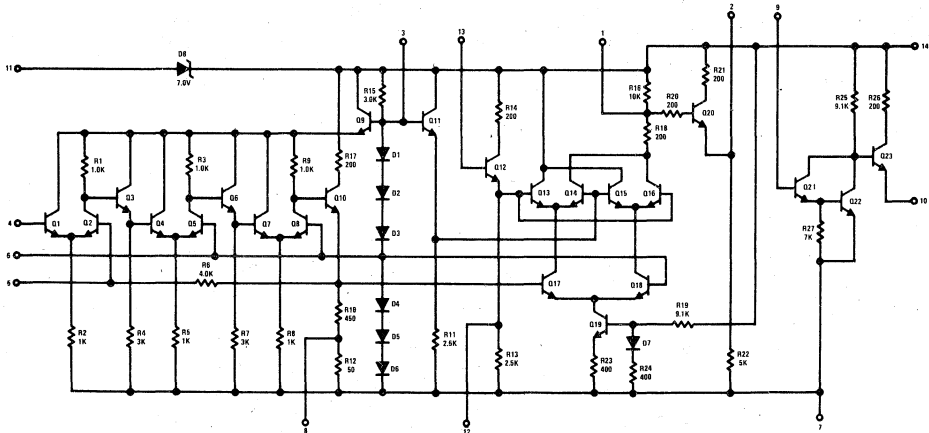 2
9
3
13
1
14
11
D8
7.0V
R21
200
R15
3.0K
R16
10K
R25
9.1K
R26
200
R14
200
R20
200
Q20
Q9
Q11
R18
200
R1
1.0K
R3
1.0K
R9
1.0K
R17
200
D1
Q12
Q23
Q3
Q6
Q10
D2
Q13
Q14
Q15
Q16
Q21
Q22
10
4
Q1
Q2
Q4
Q5
Q7
Q8
D3
R27
7K
6
R6
4.0K
5
Q17
Q18
R10
450
D4
R19
9.1K
Q19
R2
1K
R4
3K
R5
1K
R7
3K
R8
1K
D5
R11
2.5K
D7
R12
50
D6
R13
2.5K
R23
400
R24
400
R22
5K
8
12
7